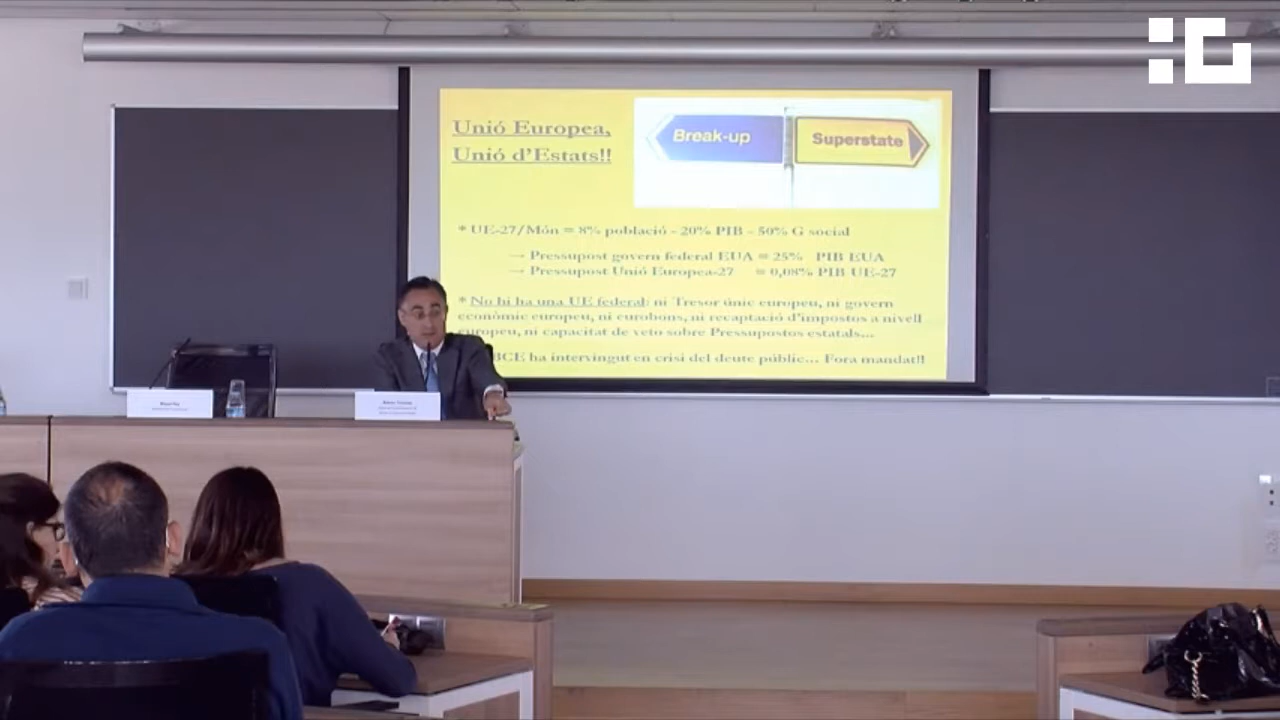 Unió Europea,
Unió d'Estats!!
Break-up
Superstate
* UE-27/Món = 8% població - 20% PIB - 50% G social
→ Pressupost govern federal EUA = 25% PIB EUA
→ Pressupost Unió Europea-27 = 0,08% PIB UE-27
* No hi ha una UE federal: ni Tresor únic europeu, ni govern
econòmic europeu, ni eurobons, ni recaptació d'impostos a nivell
europeu, ni capacitat de veto sobre Pressupostos estatals...
BCE ha intervingut en crisi del deute públic... Fora mandat!!